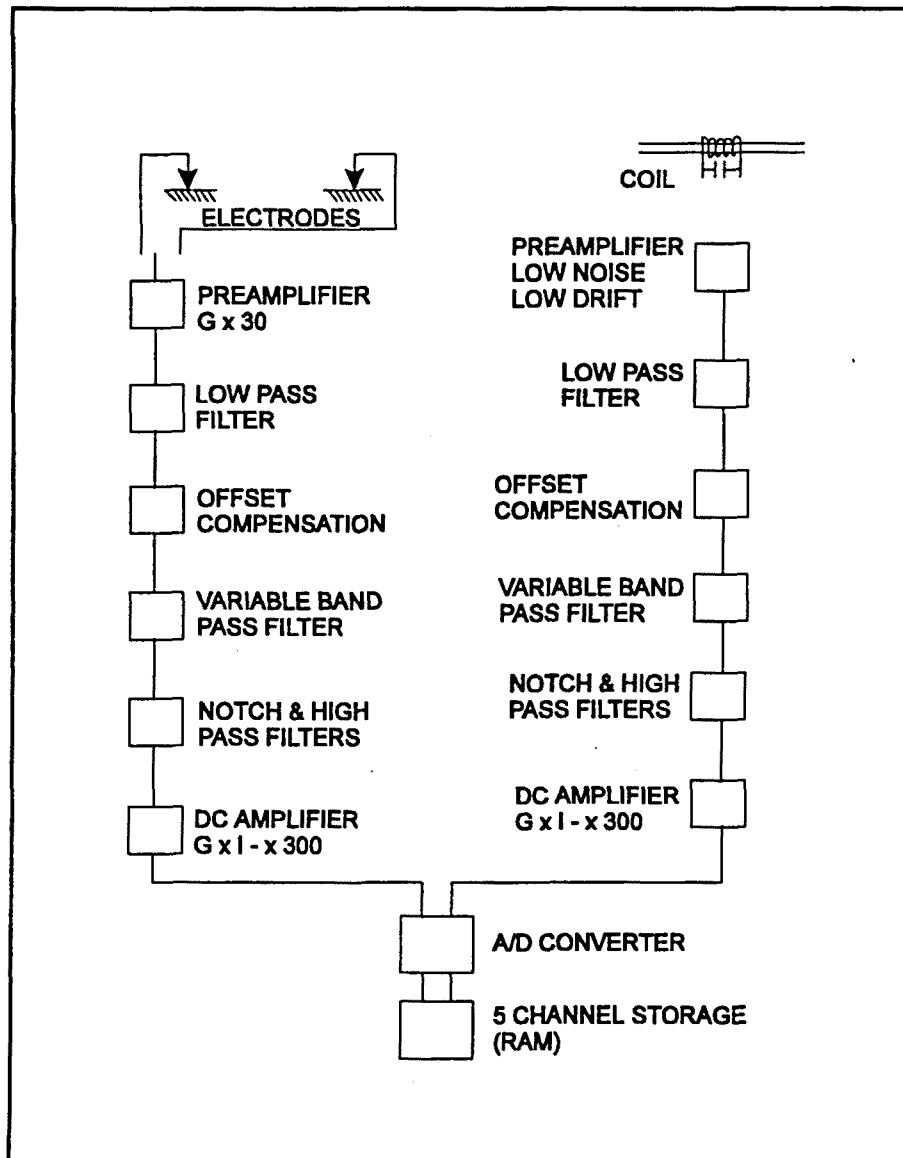 ELECTRODES
PREAMPLIFIER
G x 30
LOW PASS
FILTER
OFFSET
COMPENSATION
VARIABLE BAND
PASS FILTER
NOTCH & HIGH
PASS FILTERS
DC AMPLIFIER
G x I - x 300
COIL
PREAMPLIFIER
LOW NOISE
LOW DRIFT
LOW PASS
FILTER
OFFSET
COMPENSATION
VARIABLE BAND
PASS FILTER
NOTCH & HIGH
PASS FILTERS
DC AMPLIFIER
G x I - x 300
A/D CONVERTER
5 CHANNEL STORAGE
(RAM)